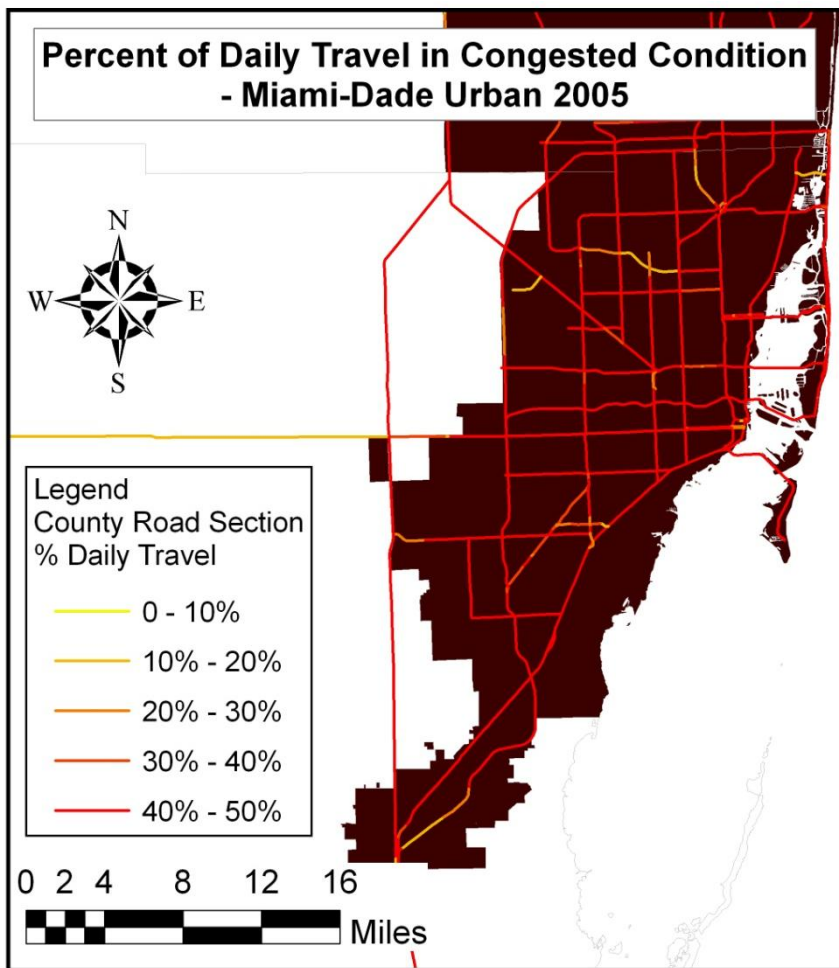 Percent of Daily Travel in Congested Condition
- Miami-Dade Urban 2005
N
W E
S
Legend
County Road Section
% Daily Travel
0 - 10%
10% - 20%
20% - 30%
30% - 40%
40% - 50%
0 2 4 8 12 16
Miles